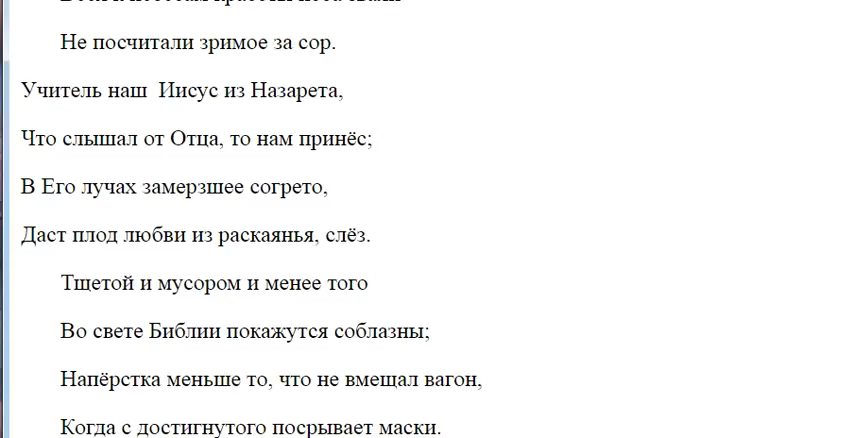 Не посчитали зримое за сор.
Учитель наш  Иисус из Назарета,
Что слышал от Отца, то нам принёс;
В Его лучах замерзшее согрето,
Даст плод любви из раскаянья, слёз.
Тщетой и мусором и менее того
Во свете Библии покажутся соблазны;
Напёрстка меньше то, что не вмещал вагон,
Когда с достигнутого посрывает маски.